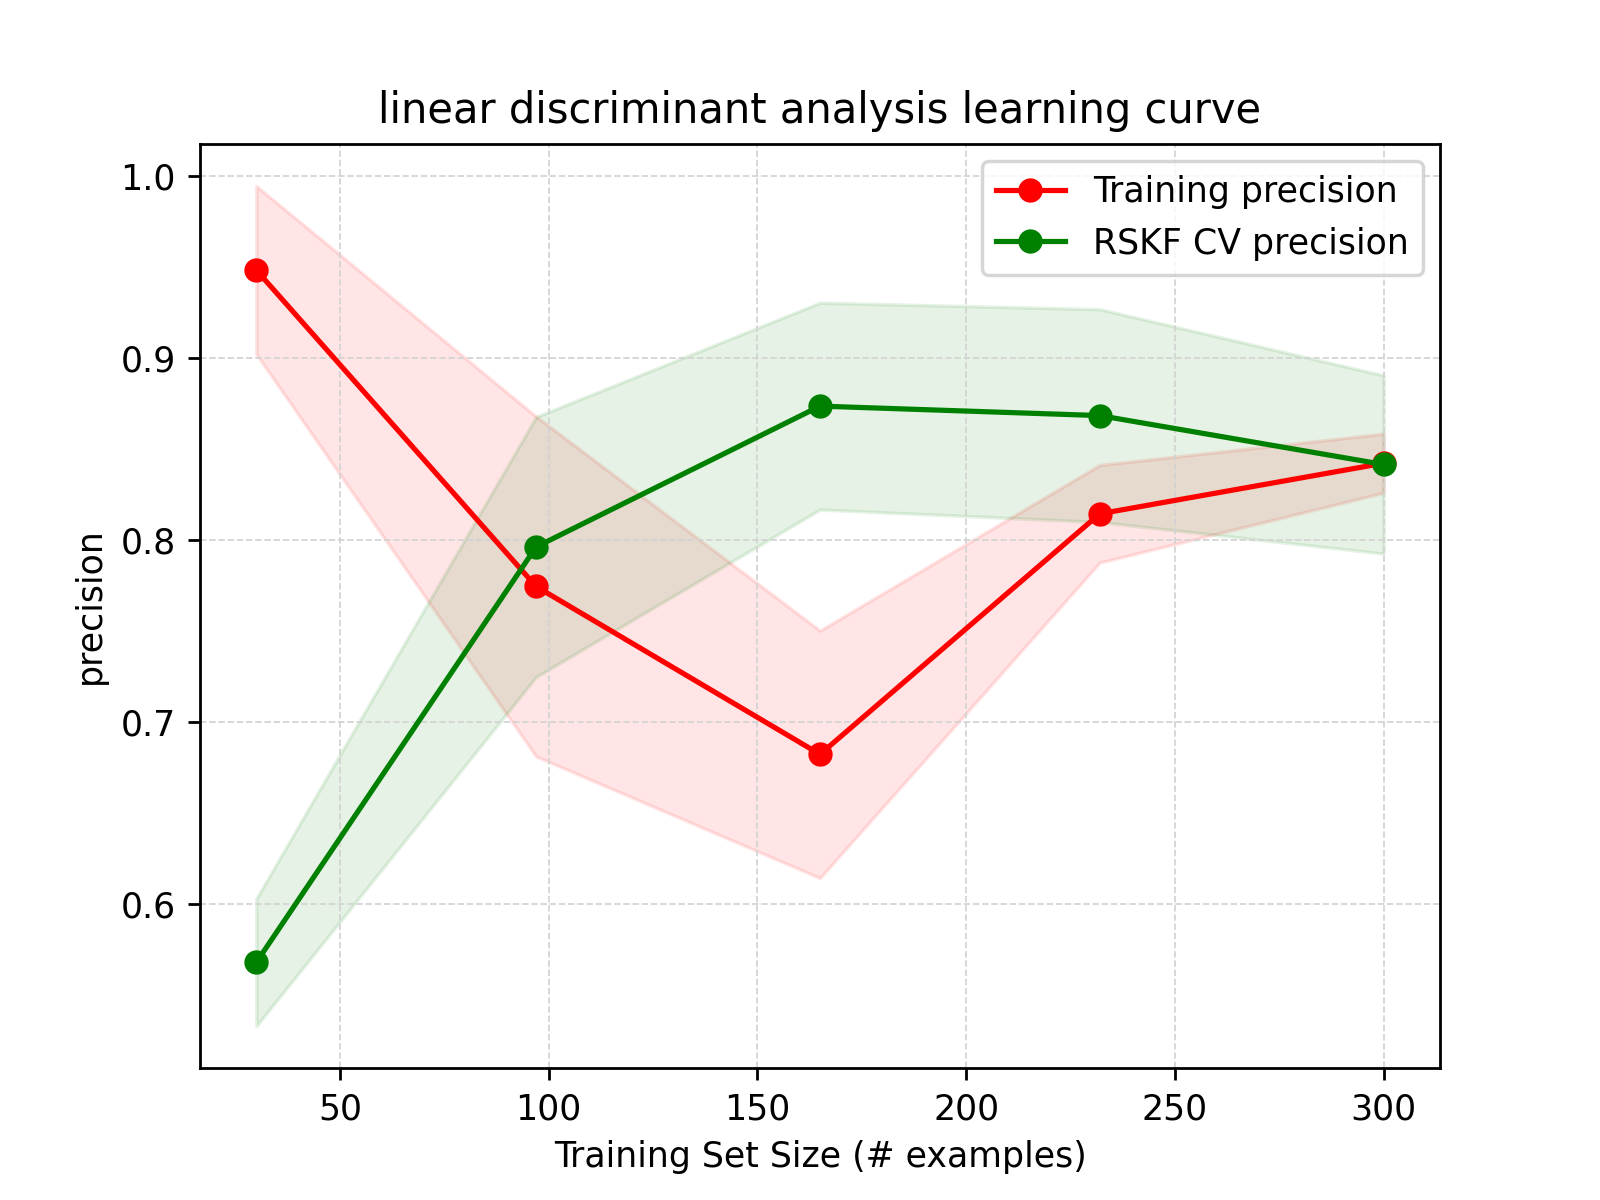 linear discriminant analysis learning curve
Training precision
RSKF CV precision
1.0
0.9
0.8
0.7
0.6
precision
50 100 150 200 250 300
Training Set Size (# examples)